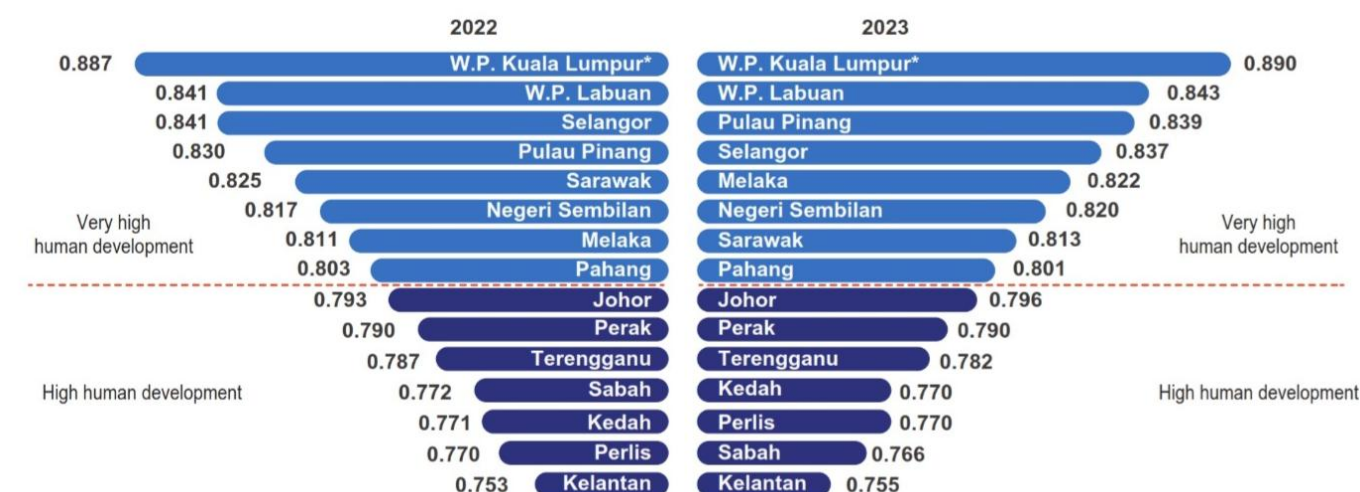 2022 2023
0.887 W.P. Kuala Lumpur* W.P. Kuala Lumpur* 0.890
0.841 W.P. Labuan W.P. Labuan 0.843
0.841 Selangor Pulau Pinang 0.839
0.830 Pulau Pinang Selangor 0.837
0.825 Sarawak Melaka 0.822
0.817 Negeri Sembilan Negeri Sembilan 0.820
Very high
human development
0.811 Melaka Sarawak 0.813
Very high
human development
0.803 Pahang Pahang 0.801
0.793 Johor Johor 0.796
0.790 Perak Perak 0.790
0.787 Terengganu Terengganu 0.782
High human development 0.772 Sabah Kedah 0.770 High human development
0.771 Kedah Perlis 0.770
0.770 Perlis Sabah 0.766
0.753 Kelantan Kelantan 0.755